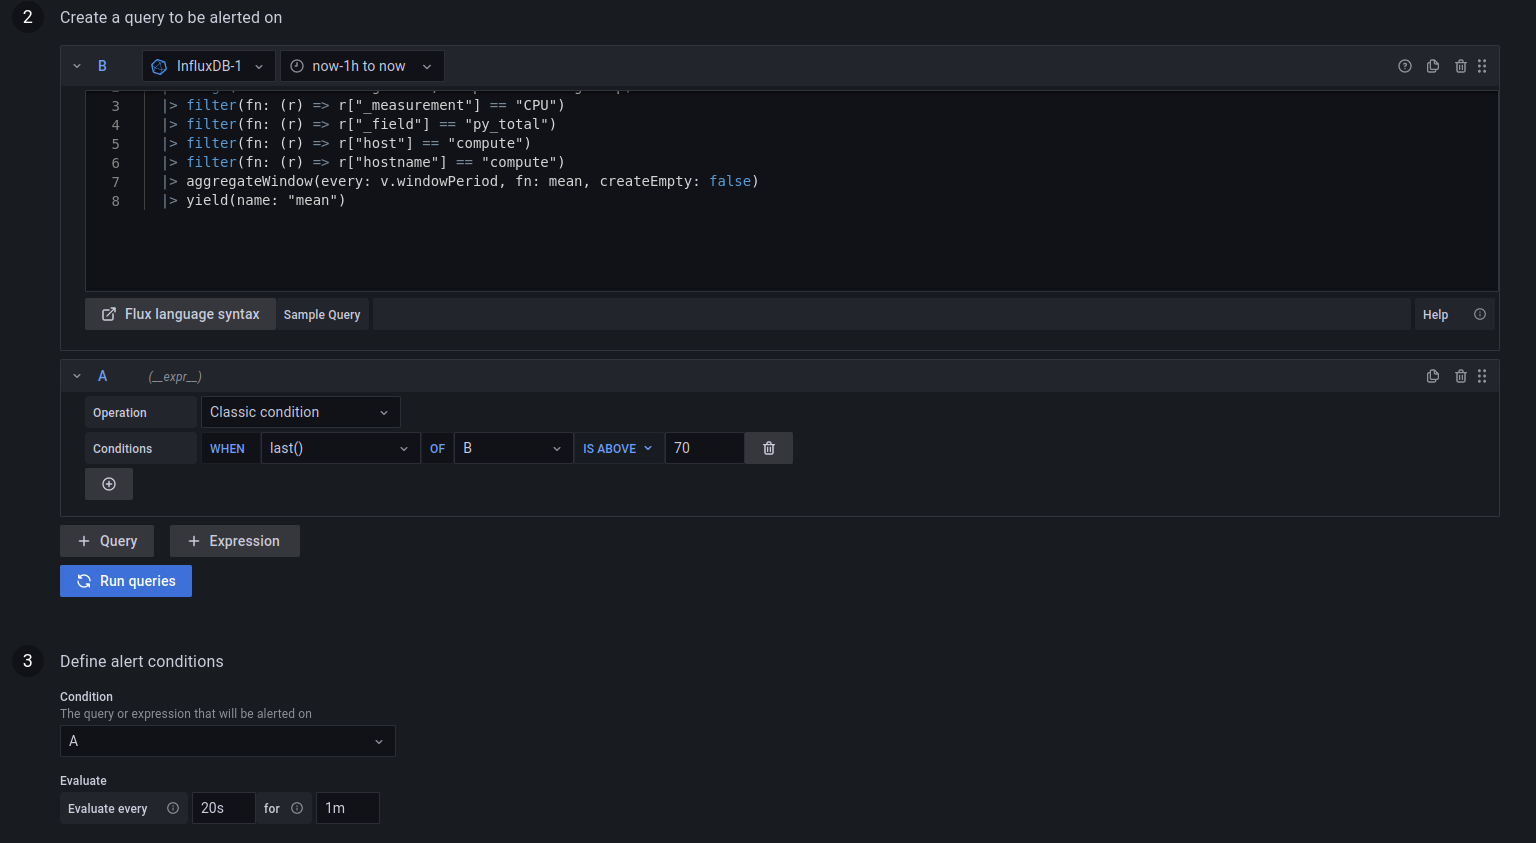 2 Create a query to be alerted on
B InfluxDB-1 now-1h to now
3 |> filter(fn: (r) => r["_measurement"] == "CPU")
4 |> filter(fn: (r) => r["_field"] == "py_total")
5 |> filter(fn: (r) => r["host"] == "compute")
6 |> filter(fn: (r) => r["hostname"] == "compute")
7 |> aggregateWindow(every: v.windowPeriod, fn: mean, createEmpty: false)
8 |> yield(name: "mean")
Flux language syntax Sample Query Help
A (__expr__)
Operation Classic condition
Conditions WHEN last() OF B IS ABOVE 70
Query Expression
Run queries
3 Define alert conditions
Condition
The query or expression that will be alerted on
A
Evaluate
Evaluate every 20s for 1m